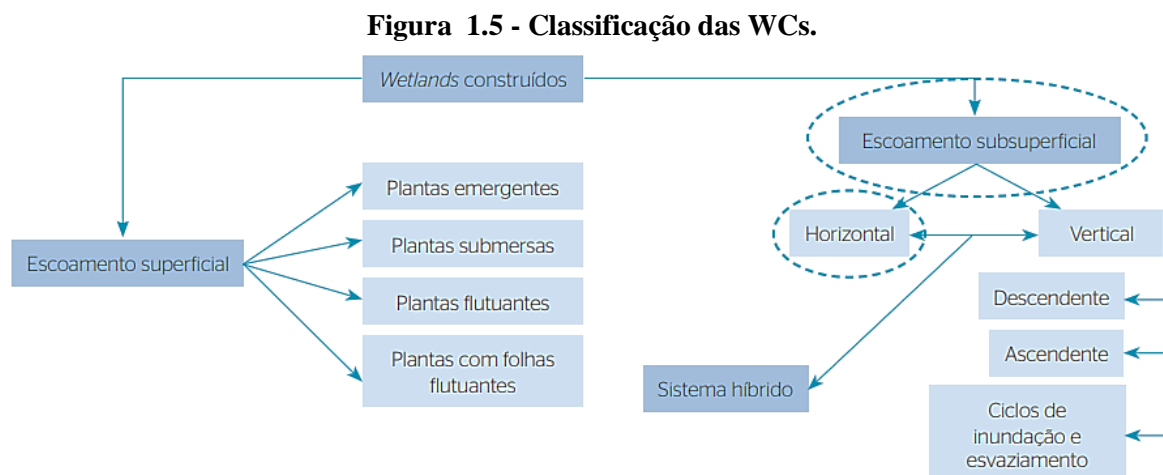 Figura 1.5 - Classificação das WCs.
Wetlands construídos
Escoamento subsuperficial
Plantas emergentes
Horizontal
Vertical
Plantas submersas
Escoamento superficial
Plantas flutuantes
Descendente
Plantas com folhas
flutuantes
Ascendente
Sistema híbrido
Ciclos de
inundação e
esvaziamento